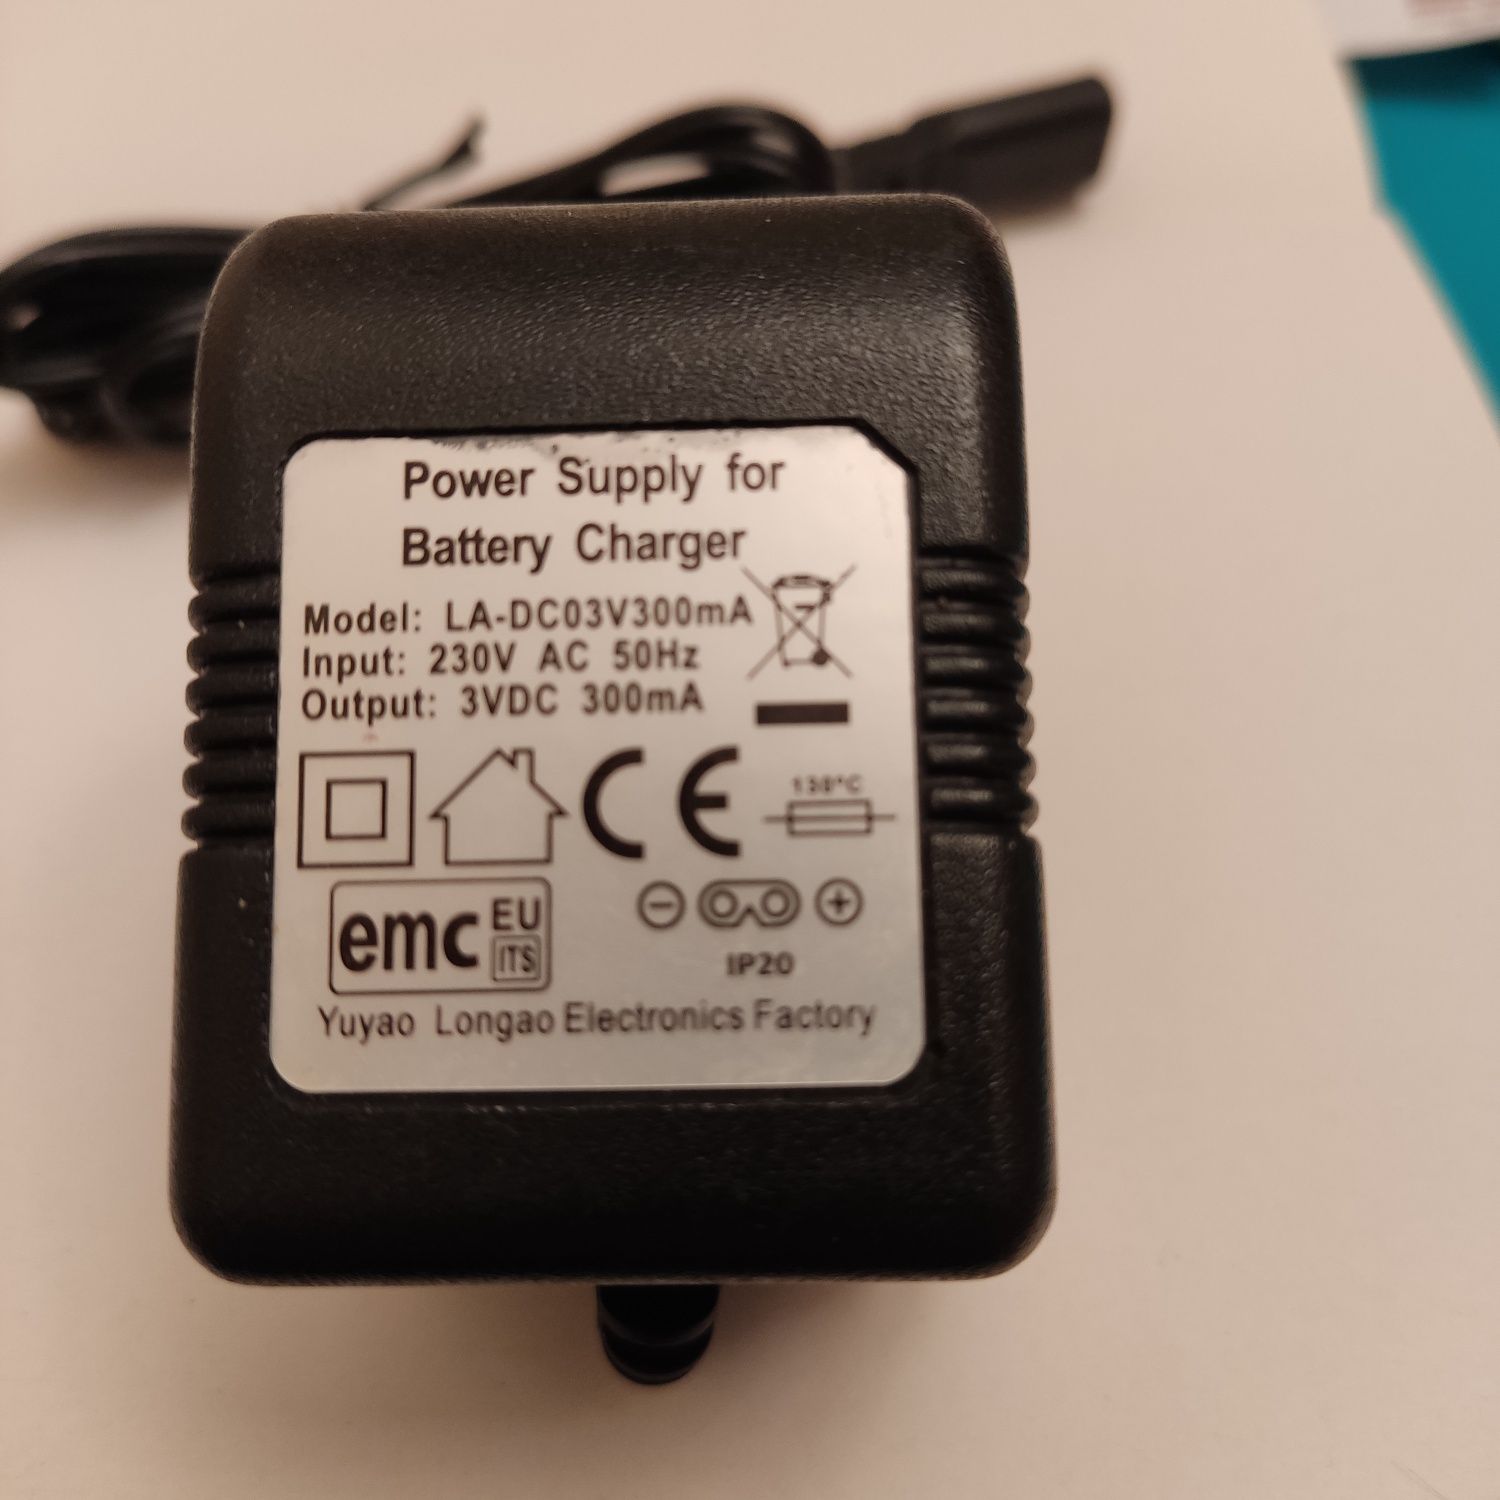 Power Supply for
Battery Charger
Model: LA-DC03V300mA
Input: 230V AC 50Hz
Output: 3VDC 300mA
CE 130°C
emc EU
ITS
IP20
Yuyao Longao Electronics Factory